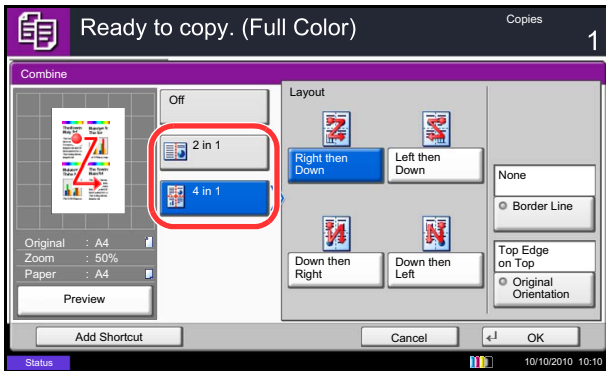 Ready to copy. (Full Color)
Copies
1
Combine
Off
2 in 1
4 in 1
Layout
Right then
Down
Left then
Down
Down then
Right
Down then
Left
None
Border Line
Top Edge
on Top
Original
Orientation
Original : A4
Zoom : 50%
Paper : A4
Preview
Add Shortcut
Cancel
OK
Status
10/10/2010 10:10